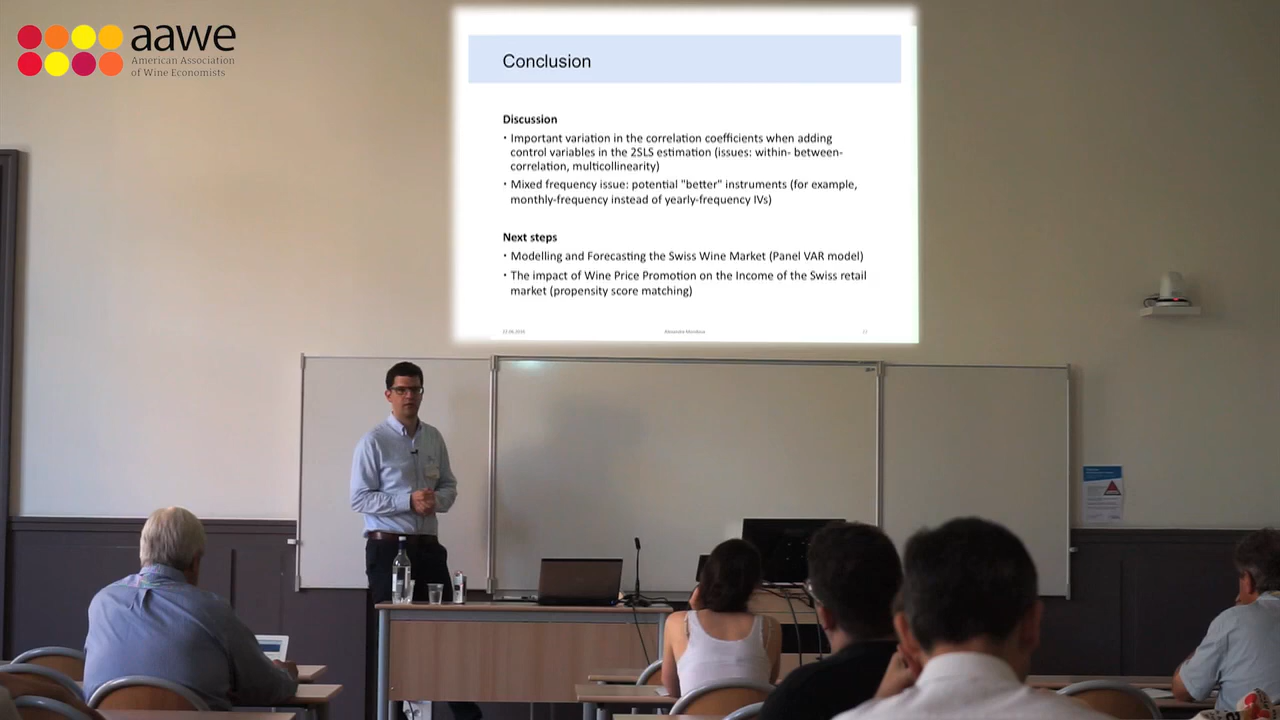 aawe
American Association
of Wine Economists
Conclusion
Discussion
• Important variation in the correlation coefficients when adding
control variables in the 2SLS estimation (issues: within- between-
correlation, multicollinearity)
• Mixed frequency issue: potential "better" instruments (for example,
monthly-frequency instead of yearly-frequency IVs)
Next steps
• Modelling and Forecasting the Swiss Wine Market (Panel VAR model)
• The impact of Wine Price Promotion on the Income of the Swiss retail
market (propensity score matching)